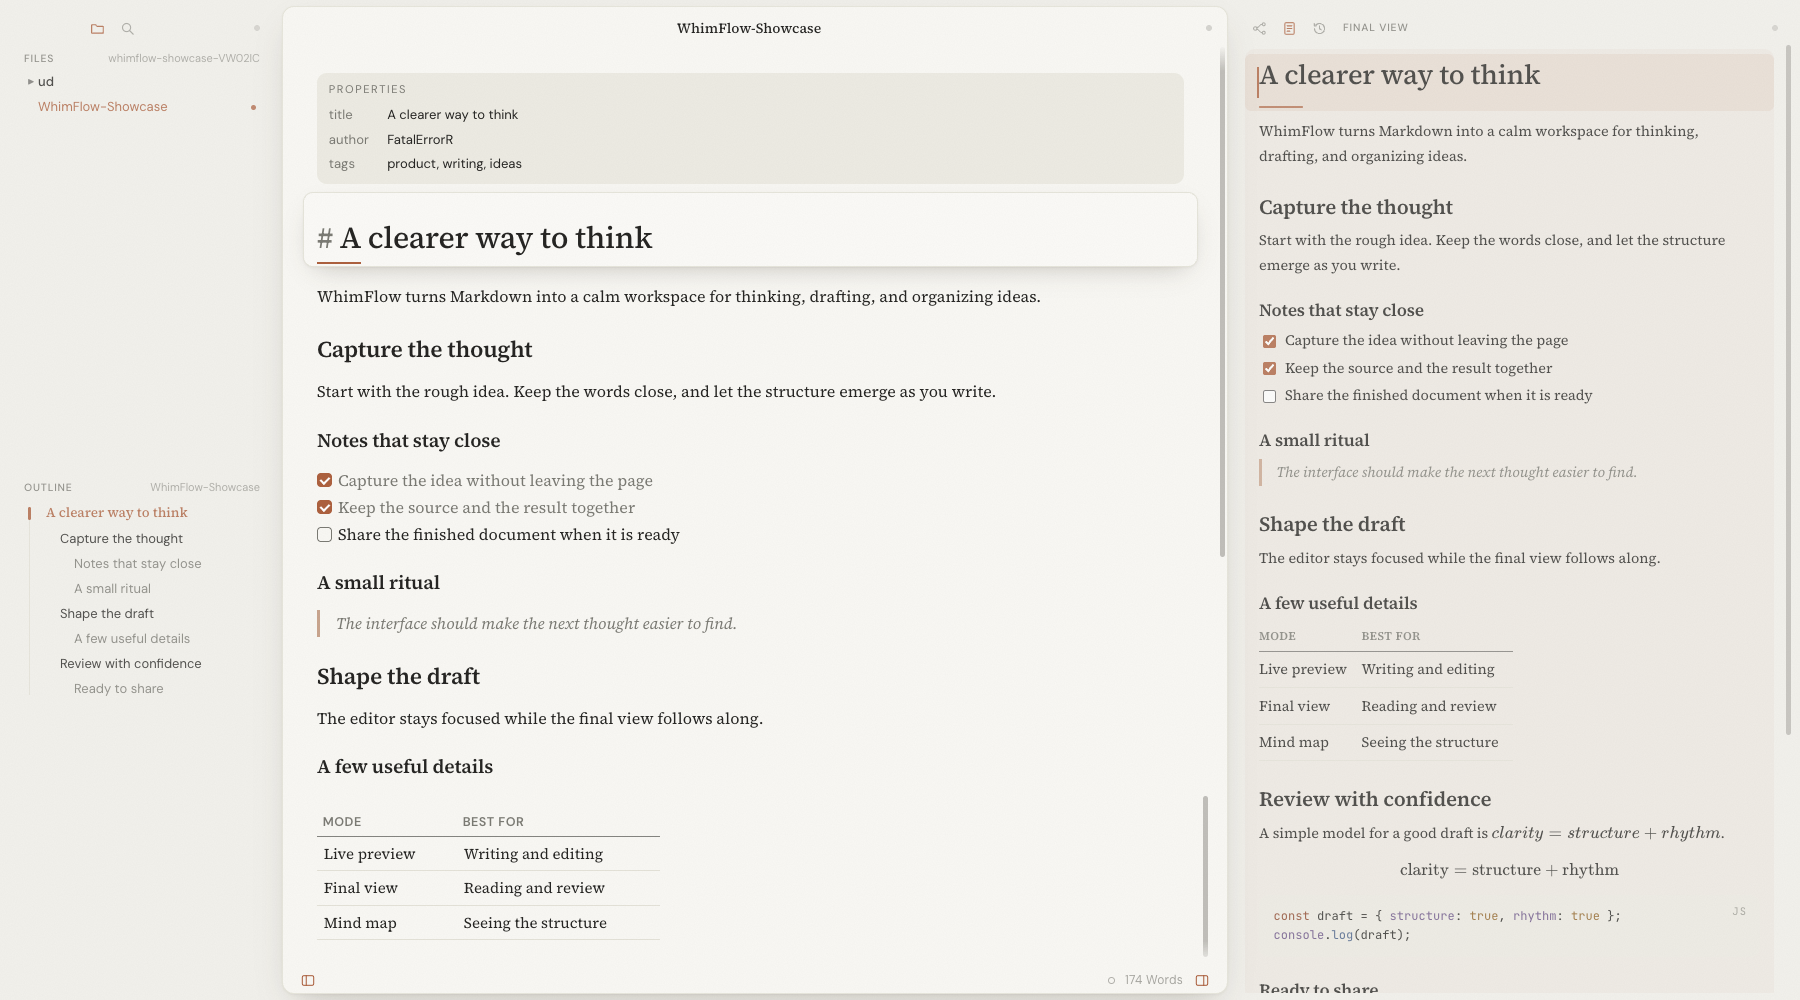 FILES whimflow-showcase-VW02IC
ud
WhimFlow-Showcase
OUTLINE WhimFlow-Showcase
A clearer way to think
Capture the thought
Notes that stay close
A small ritual
Shape the draft
A few useful details
Review with confidence
Ready to share
WhimFlow-Showcase
PROPERTIES
title A clearer way to think
author FatalErrorR
tags product, writing, ideas
# A clearer way to think
WhimFlow turns Markdown into a calm workspace for thinking, drafting, and organizing ideas.
Capture the thought
Start with the rough idea. Keep the words close, and let the structure emerge as you write.
Notes that stay close
Capture the idea without leaving the page
Keep the source and the result together
Share the finished document when it is ready
A small ritual
The interface should make the next thought easier to find.
Shape the draft
The editor stays focused while the final view follows along.
A few useful details
MODE BEST FOR
Live preview Writing and editing
Final view Reading and review
Mind map Seeing the structure
174 Words
FINAL VIEW
A clearer way to think
WhimFlow turns Markdown into a calm workspace for thinking,
drafting, and organizing ideas.
Capture the thought
Start with the rough idea. Keep the words close, and let the structure
emerge as you write.
Notes that stay close
Capture the idea without leaving the page
Keep the source and the result together
Share the finished document when it is ready
A small ritual
The interface should make the next thought easier to find.
Shape the draft
The editor stays focused while the final view follows along.
A few useful details
MODE BEST FOR
Live preview Writing and editing
Final view Reading and review
Mind map Seeing the structure
Review with confidence
A simple model for a good draft is clarity = structure + rhythm.
clarity = structure + rhythm
JS
const draft = { structure: true, rhythm: true };
console.log(draft);
Ready to share